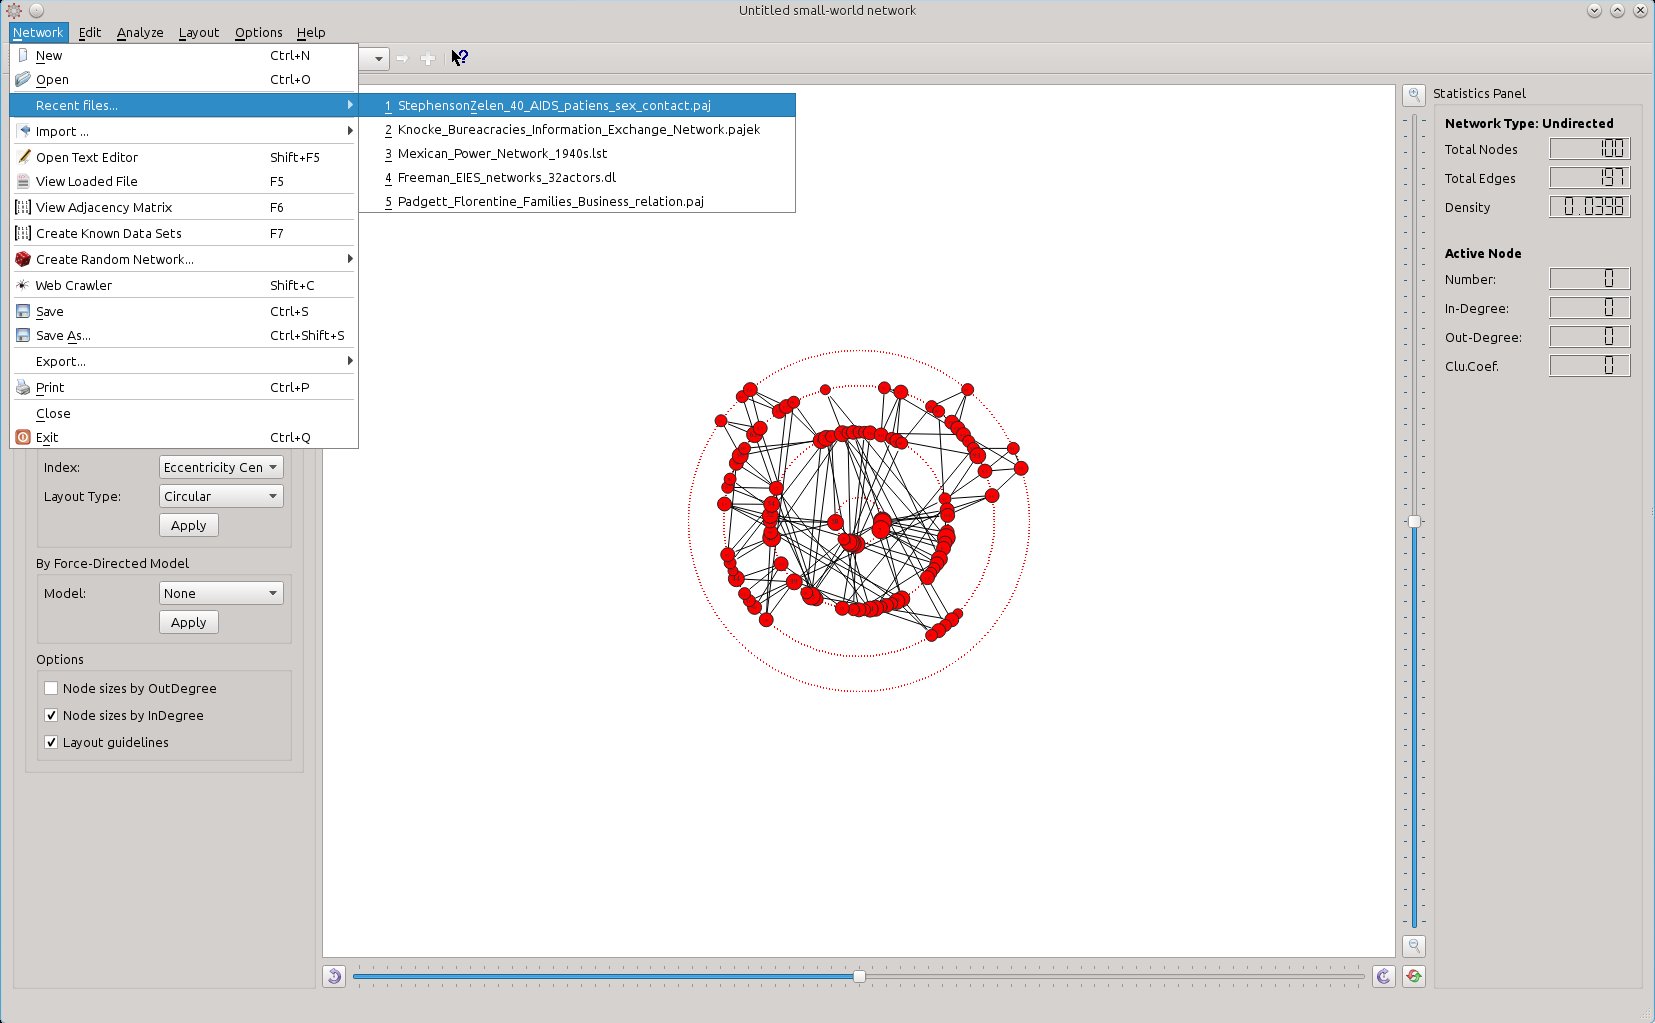 Untitled small-world network
Network Edit Analyze Layout Options Help
New Ctrl+N
Open Ctrl+O
Recent files...
1 StephensonZelen_40_AIDS_patiens_sex_contact.paj
2 Knocke_Bureacracies_Information_Exchange_Network.pajek
3 Mexican_Power_Network_1940s.lst
4 Freeman_EIES_networks_32actors.dl
5 Padgett_Florentine_Families_Business_relation.paj
Import ...
Open Text Editor Shift+F5
View Loaded File F5
View Adjacency Matrix F6
Create Known Data Sets F7
Create Random Network...
Web Crawler Shift+C
Save Ctrl+S
Save As... Ctrl+Shift+S
Export...
Print Ctrl+P
Close
Exit Ctrl+Q
Index: Eccentricity Cen
Layout Type: Circular
Apply
By Force-Directed Model
Model: None
Apply
Options
Node sizes by OutDegree
Node sizes by InDegree
Layout guidelines
Statistics Panel
Network Type: Undirected
Total Nodes 100
Total Edges 197
Density 0.0398
Active Node
Number: 0
In-Degree: 0
Out-Degree: 0
Clu.Coef. 0